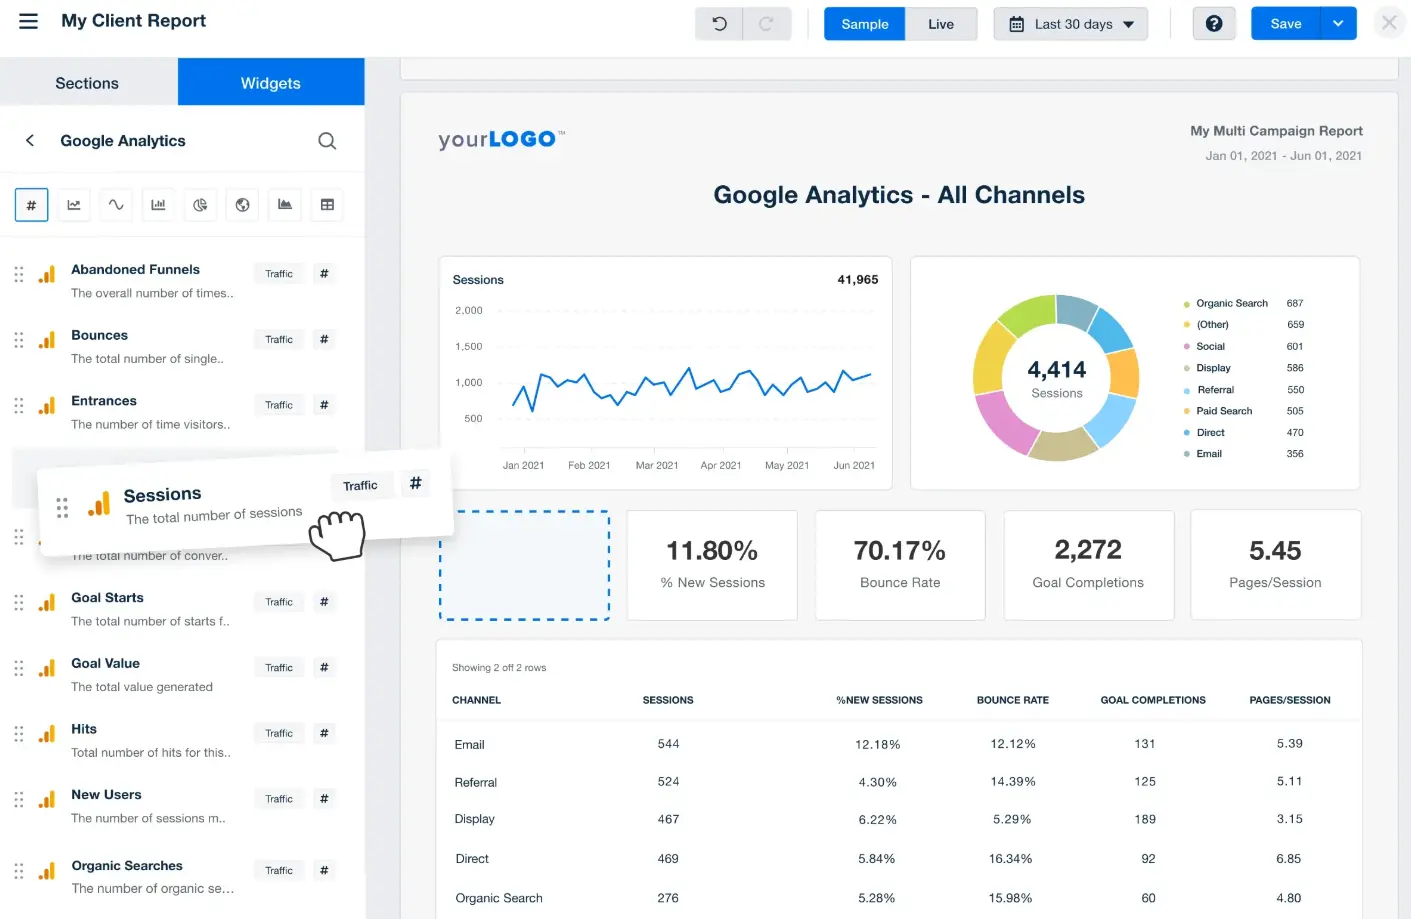 My Client Report
Sample
Live
Last 30 days
?
Save
Sections
Widgets
Google Analytics
#
Abandoned Funnels
Traffic
#
The overall number of times..
Bounces
Traffic
#
The total number of single..
Entrances
Traffic
#
The number of time visitors..
Sessions
Traffic
#
The total number of sessions
The total number of conver..
Goal Starts
Traffic
#
The total number of starts f..
Goal Value
Traffic
#
The total value generated
Hits
Traffic
#
Total number of hits for this..
New Users
Traffic
#
The number of sessions m..
Organic Searches
Traffic
#
The number of organic se...
yourLOGO™
My Multi Campaign Report
Jan 01, 2021 - Jun 01, 2021
Google Analytics - All Channels
Sessions
41,965
2,000
1,500
1,000
500
Jan 2021 Feb 2021 Mar 2021 Apr 2021 May 2021 Jun 2021
4,414
Sessions
Organic Search 687
(Other) 659
Social 601
Display 586
Referral 550
Paid Search 505
Direct 470
Email 356
11.80%
% New Sessions
70.17%
Bounce Rate
2,272
Goal Completions
5.45
Pages/Session
Showing 2 off 2 rows
CHANNEL SESSIONS %NEW SESSIONS BOUNCE RATE GOAL COMPLETIONS PAGES/SESSION
Email 544 12.18% 12.12% 131 5.39
Referral 524 4.30% 14.39% 125 5.11
Display 467 6.22% 5.29% 189 3.15
Direct 469 5.84% 16.34% 92 6.85
Organic Search 276 5.28% 15.98% 60 4.80